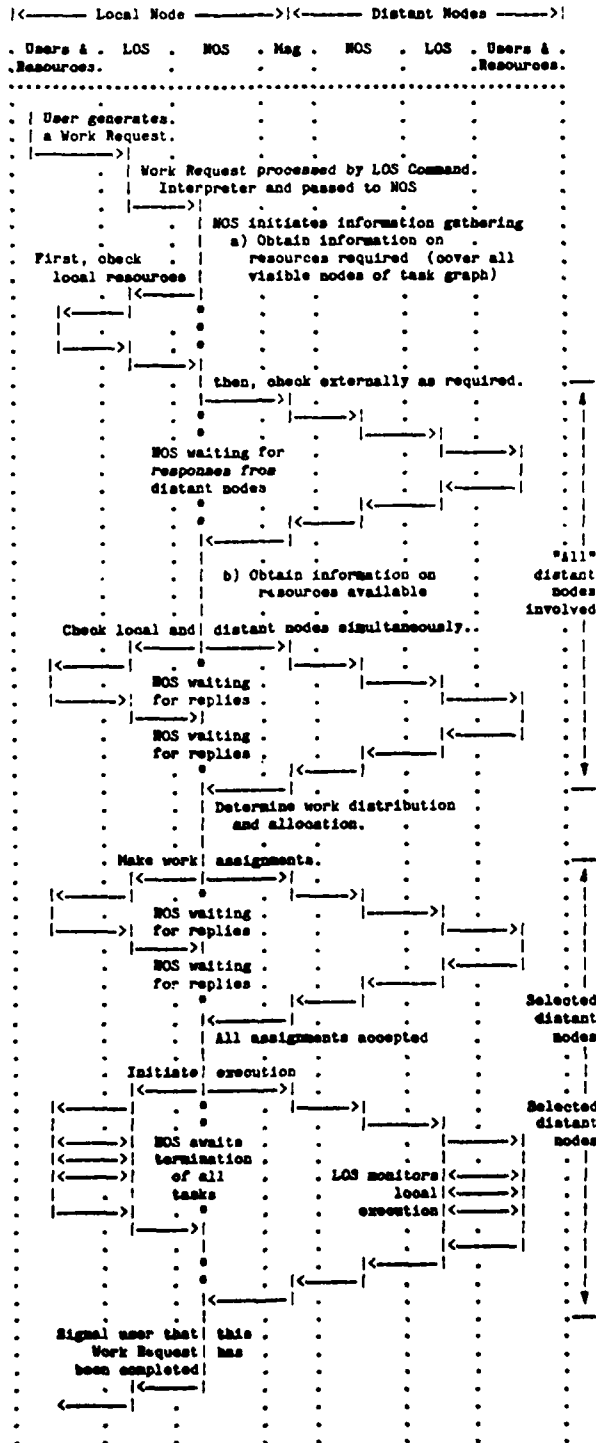 Local Node Distant Nodes
Users & Resources. LOS NOS Msg NOS LOS Users & Resources.
User generates
a Work Request.
Work Request processed by LOS Command
Interpreter and passed to NOS
NOS initiates information gathering
a) Obtain information on
First, check resources required (cover all
local resources visible nodes of task graph)
then, check externally as required.
NOS waiting for
responses from
distant nodes
"All"
distant
nodes
involved
b) Obtain information on
resources available
Check local and distant nodes simultaneously.
NOS waiting
for replies
NOS waiting
for replies
Determine work distribution
and allocation.
Make work assignments.
NOS waiting
for replies
NOS waiting
for replies
Selected
distant
nodes
All assignments accepted
Initiate execution
Selected
distant
nodes
NOS awaits
termination
of all
tasks
LOS monitors
local
execution
Signal user that this
Work Request has
been completed